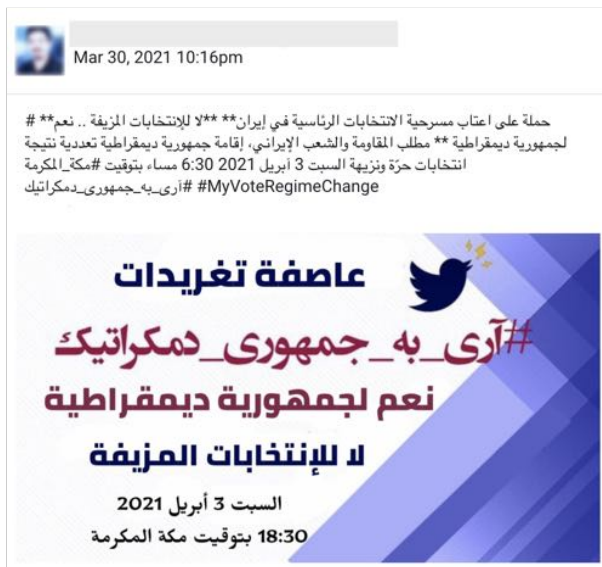 Mar 30, 2021 10:16pm
حملة على اعتاب مسرحية الانتخابات الرئاسية في إيران** **لا للإنتخابات المزيفة .. نعم** #
لجمهورية ديمقراطية ** مطلب المقاومة والشعب الإيراني، إقامة جمهورية ديمقراطية تعددية نتيجة
انتخابات حرّة ونزيهة السبت 3 أبريل 2021 6:30 مساء بتوقيت #مكة_المكرمة
#آری_به_جمهوری_دمکراتیک #MyVoteRegimeChange
عاصفة تغريدات
#آری_به_جمهوری_دمکراتیک
نعم لجمهورية ديمقراطية
لا للإنتخابات المزيفة
السبت 3 أبريل 2021
18:30 بتوقيت مكة المكرمة